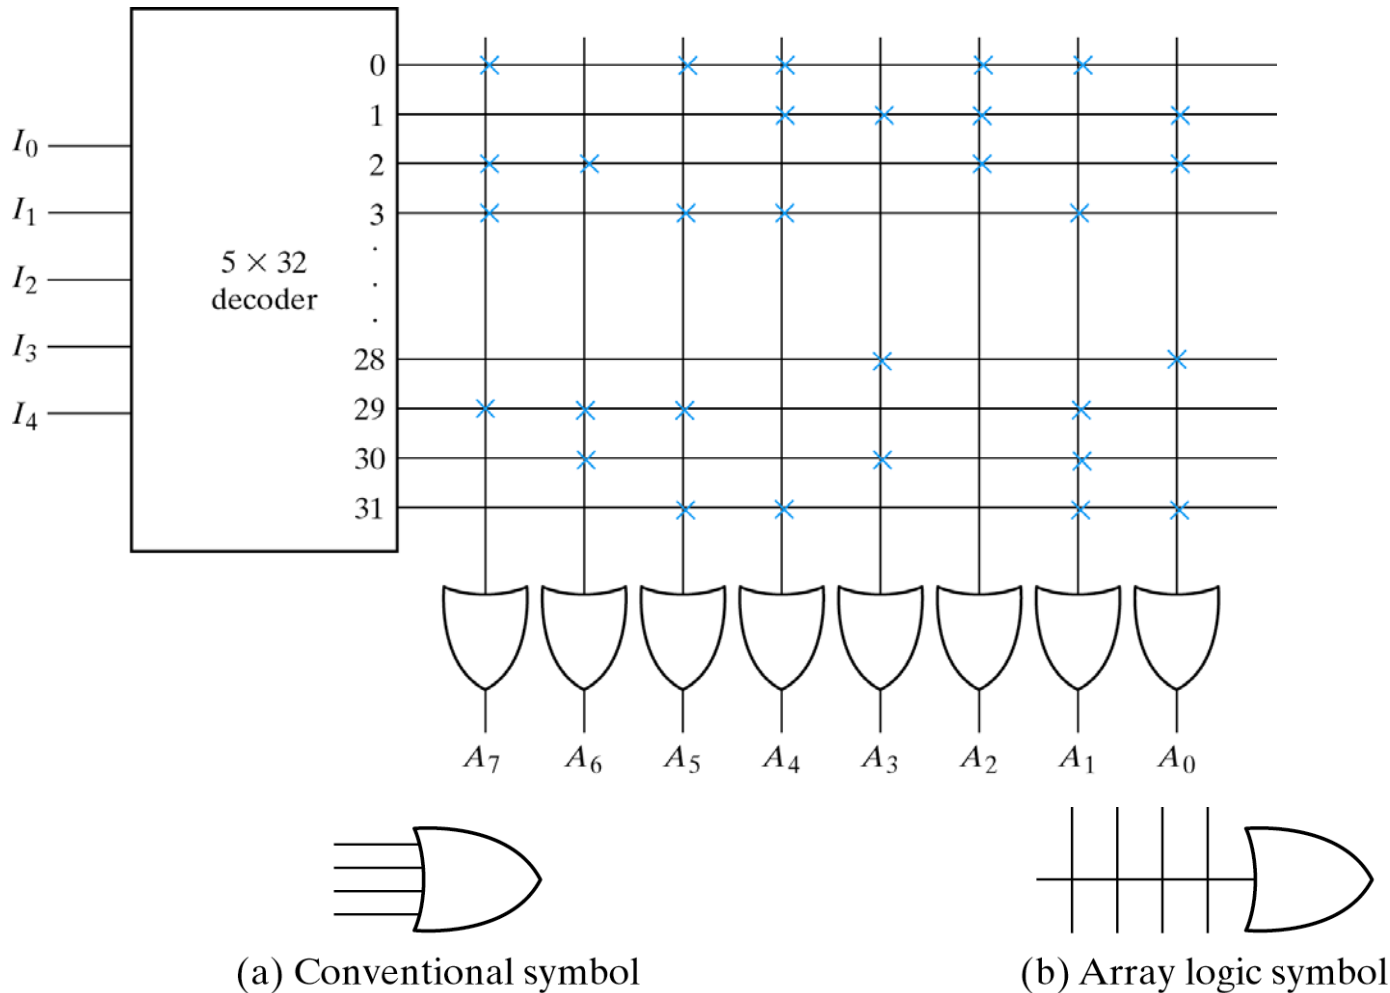 0
1
I0
2
I1
3
.
5 × 32
I2
decoder
.
.
I3
28
I4
29
30
31
A7 A6 A5 A4 A3 A2 A1 A0
(a) Conventional symbol
(b) Array logic symbol